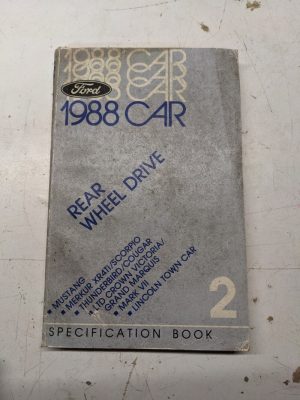 1988 CAR
1988 CAR
1988 CAR
Ford
1988 CAR
REAR
WHEEL DRIVE
• MUSTANG
• MERKUR XR4TI/SCORPIO
• THUNDERBIRD/COUGAR
LTD CROWN VICTORIA/
GRAND MARQUIS
• MARK VII
• LINCOLN TOWN CAR
2
SPECIFICATION BOOK